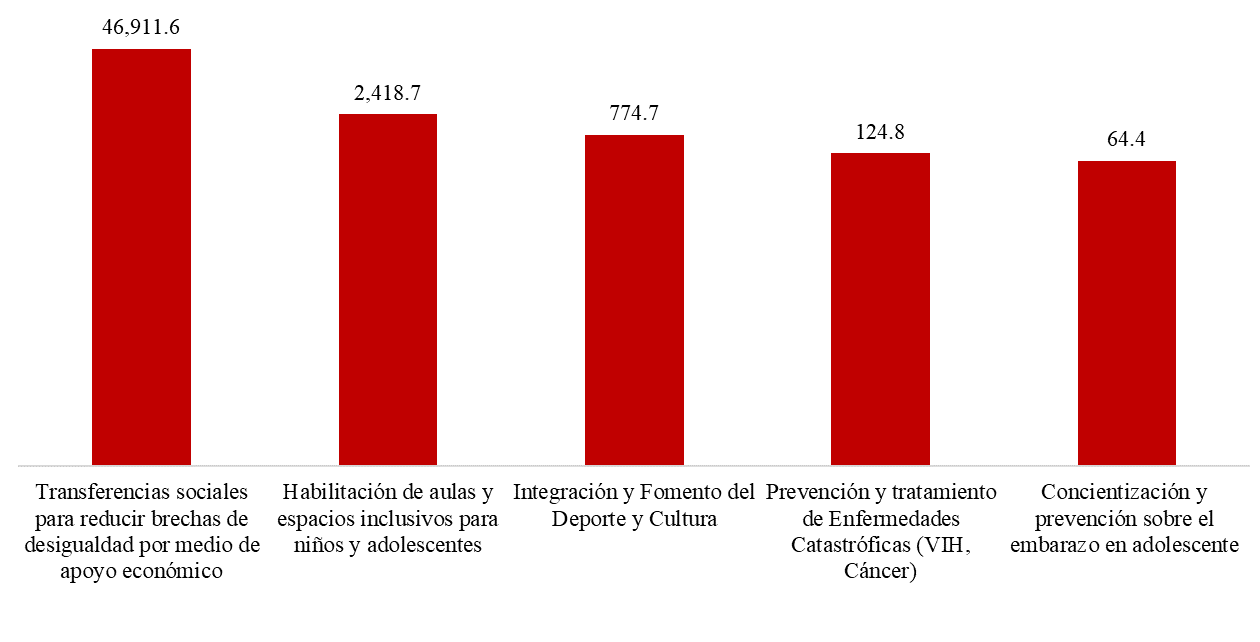 46,911.6
2,418.7
774.7
124.8
64.4
Transferencias sociales
para reducir brechas de
desigualdad por medio de
apoyo económico
Habilitación de aulas y
espacios inclusivos para
niños y adolescentes
Integración y Fomento del
Deporte y Cultura
Prevención y tratamiento
de Enfermedades
Catastróficas (VIH,
Cáncer)
Concientización y
prevención sobre el
embarazo en adolescente